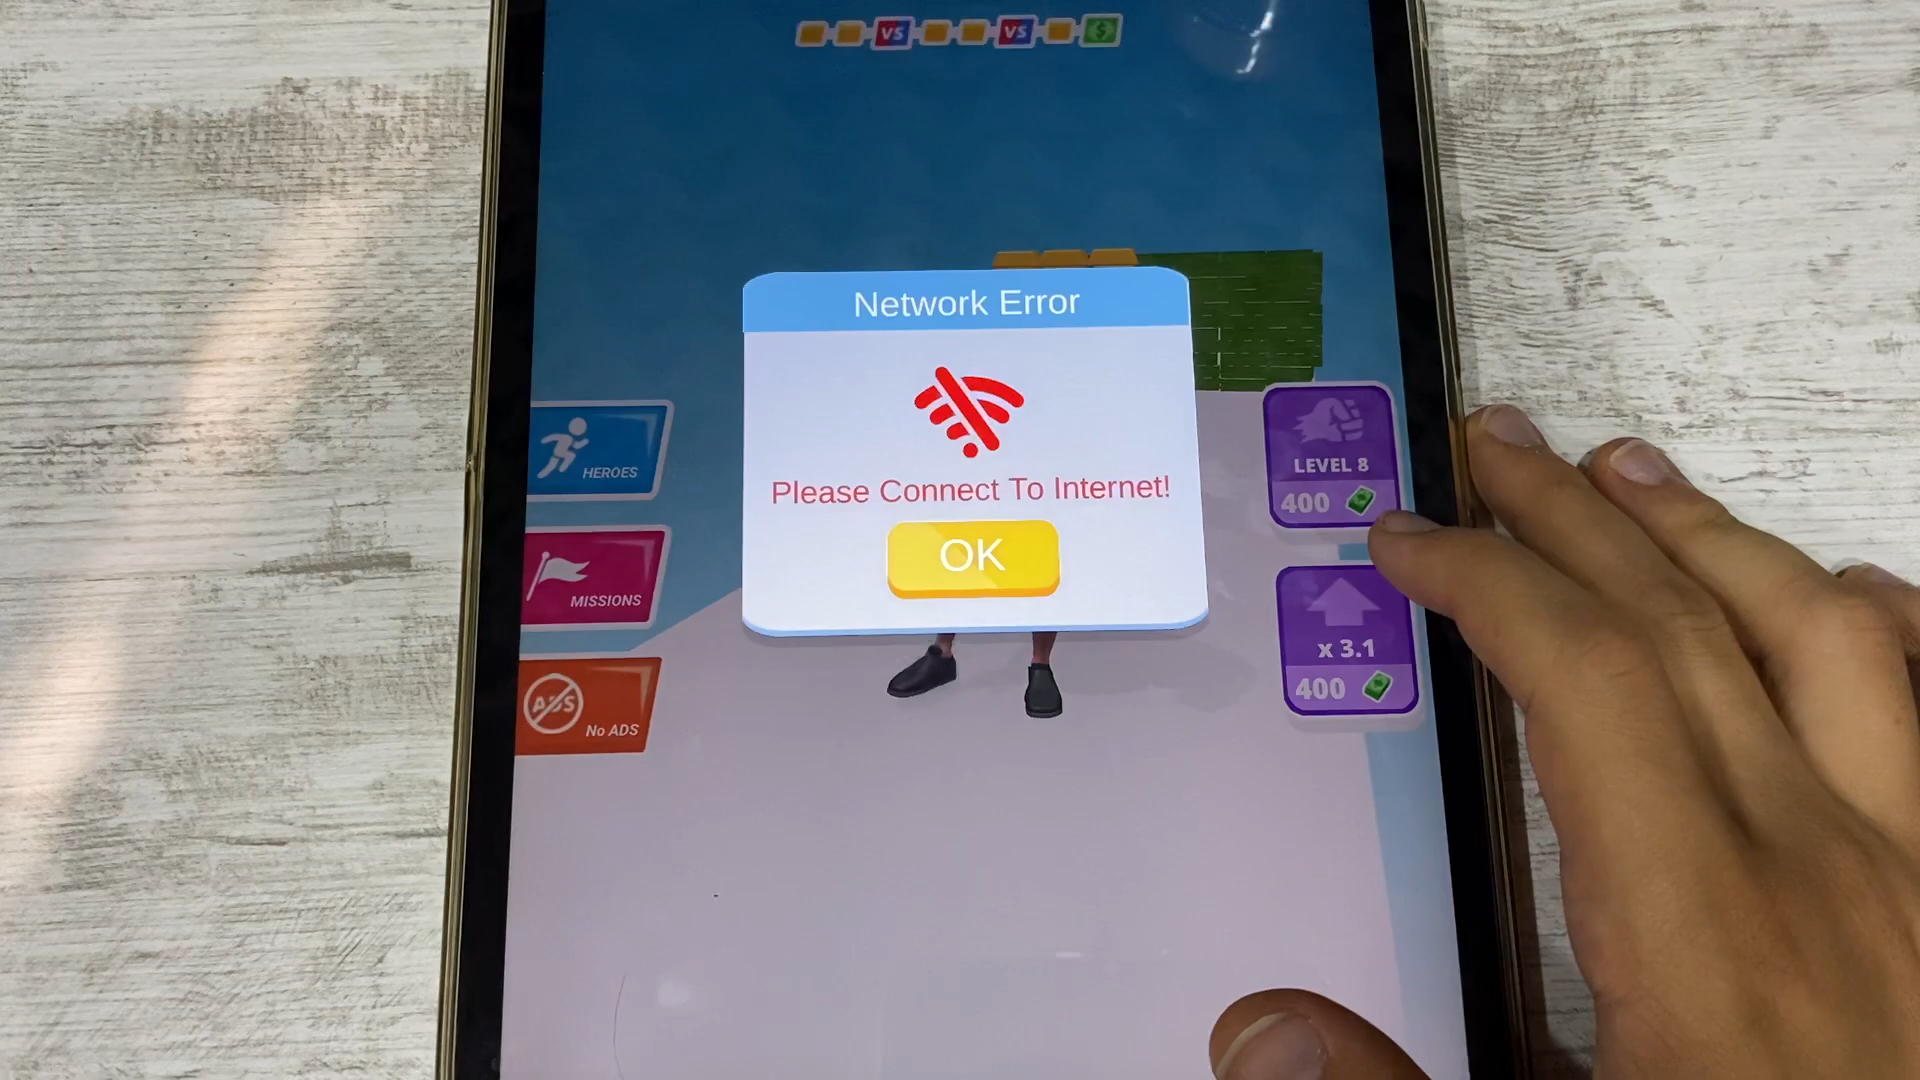 VS VS $
Network Error
Please Connect To Internet!
OK
HEROES
MISSIONS
ADS
No ADS
LEVEL 8
400
x 3.1
400